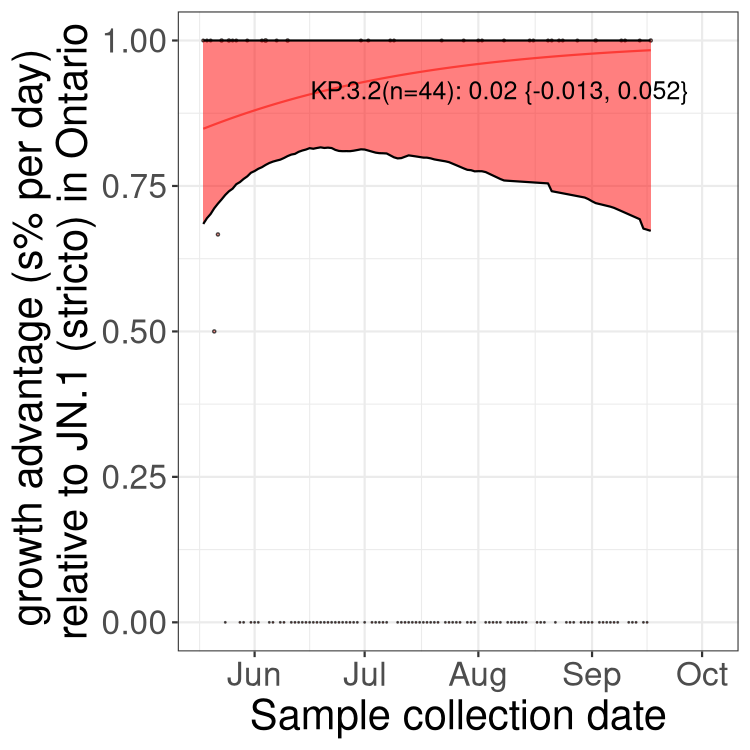 growth advantage (s% per day)
relative to JN.1 (stricto) in Ontario
1.00
0.75
0.50
0.25
0.00
KP.3.2(n=44): 0.02 {-0.013, 0.052}
Jun Jul Aug Sep Oct
Sample collection date